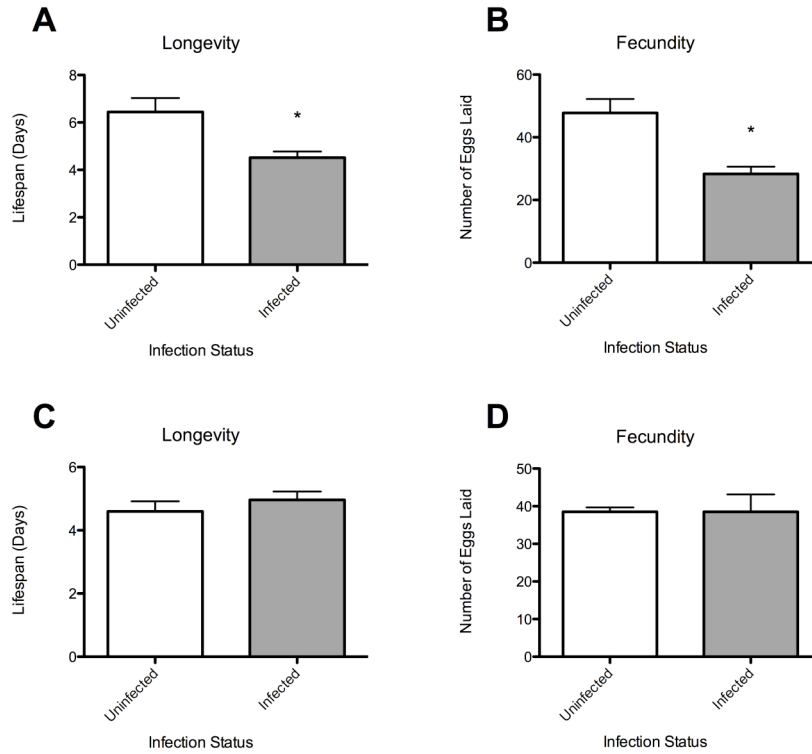 A
Longevity
Lifespan (Days)
8
6
4
2
0
*
Uninfected
Infected
Infection Status
B
Fecundity
Number of Eggs Laid
60
40
20
0
*
Uninfected
Infected
Infection Status
C
Longevity
Lifespan (Days)
6
4
2
0
Uninfected
Infected
Infection Status
D
Fecundity
Number of Eggs Laid
50
40
30
20
10
0
Uninfected
Infected
Infection Status